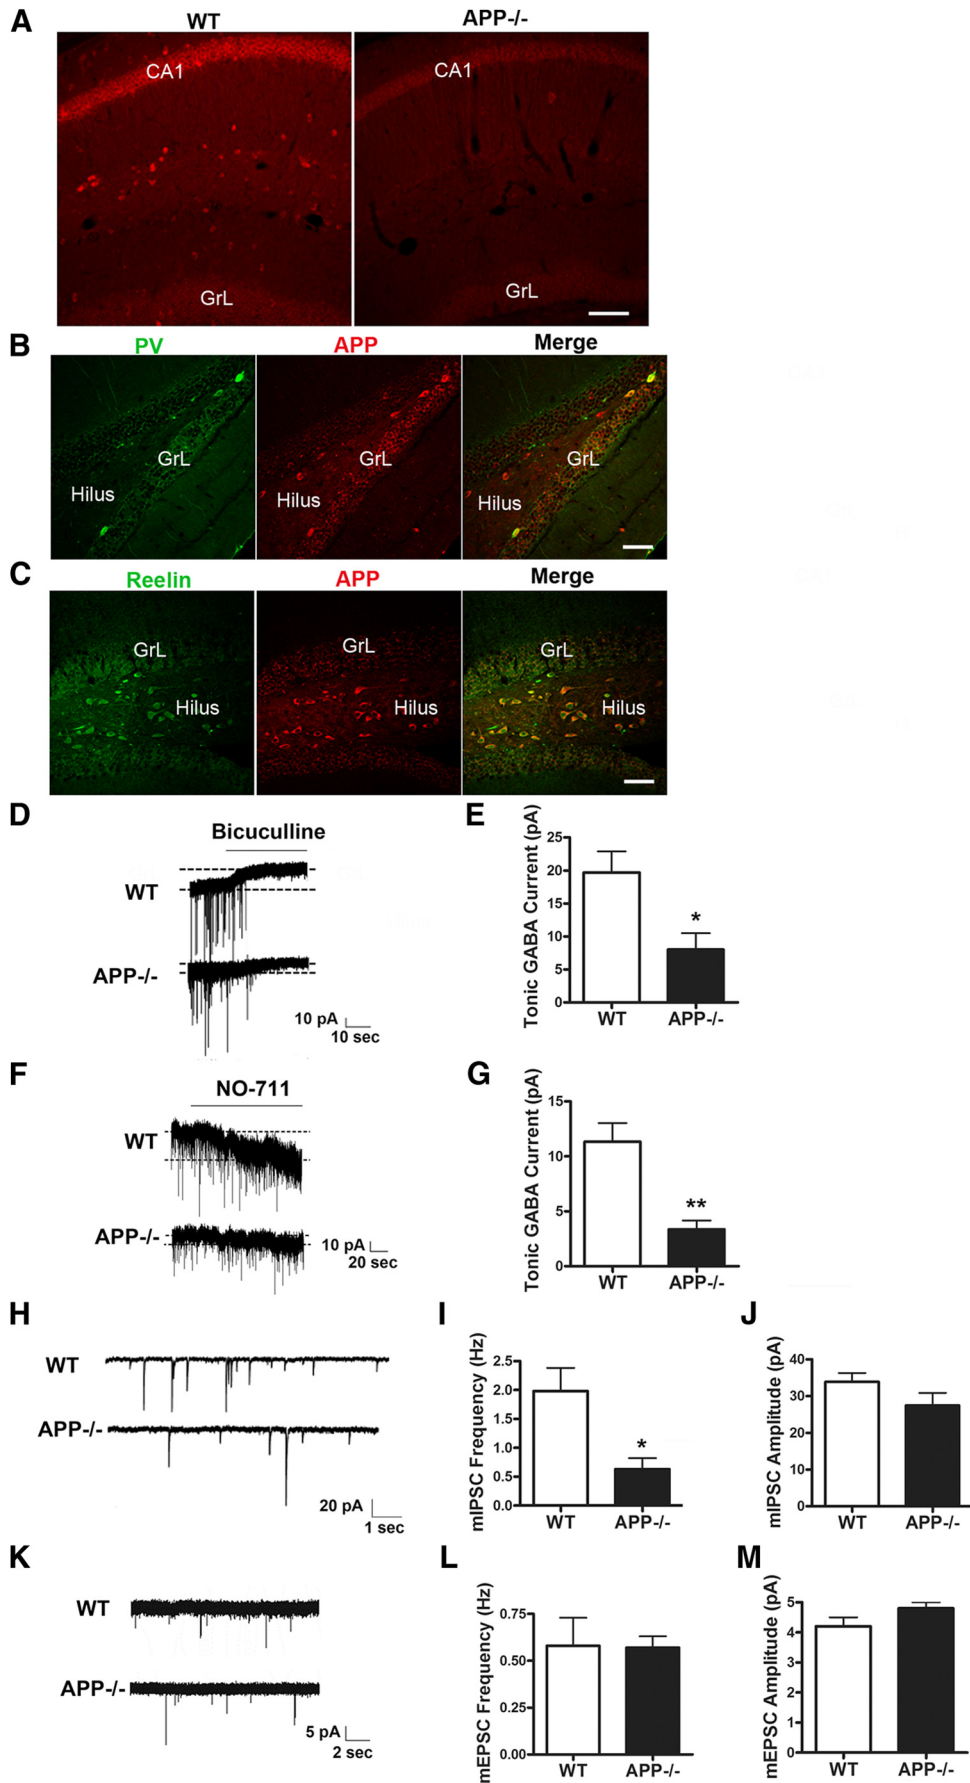 A
WT
APP-/-
CA1
CA1
GrL
GrL
B
PV
APP
Merge
GrL
Hilus
GrL
Hilus
GrL
Hilus
C
Reelin
APP
Merge
GrL
Hilus
GrL
Hilus
GrL
Hilus
D
Bicuculline
WT
APP-/-
10 pA
10 sec
E
Tonic GABA Current (pA)
25
20
15
10
5
0
*
WT
APP-/-
F
NO-711
WT
APP-/-
10 pA
20 sec
G
Tonic GABA Current (pA)
15
10
5
0
**
WT
APP-/-
H
WT
APP-/-
20 pA
1 sec
I
mIPSC Frequency (Hz)
2.5
2.0
1.5
1.0
0.5
0.0
*
WT
APP-/-
J
mIPSC Amplitude (pA)
40
30
20
10
0
WT
APP-/-
K
WT
APP-/-
5 pA
2 sec
L
mEPSC Frequency (Hz)
0.75
0.50
0.25
0.00
WT
APP-/-
M
mEPSC Amplitude (pA)
5
4
3
2
1
0
WT
APP-/-